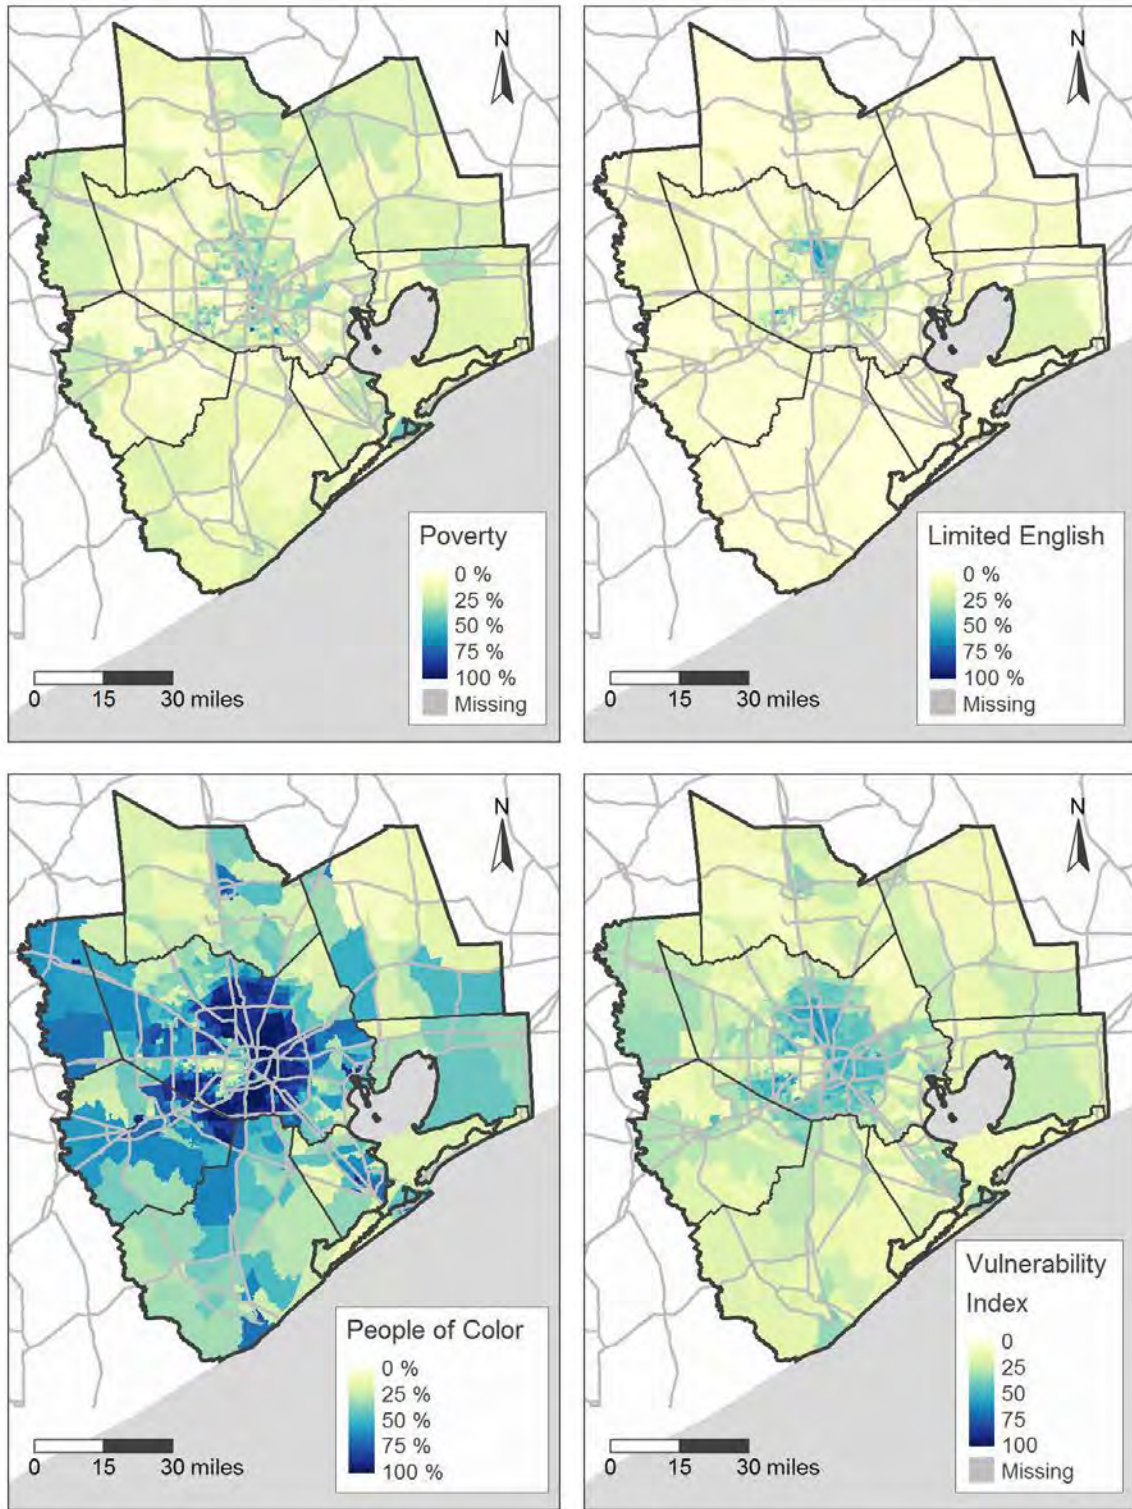 N
Poverty
0 %
25 %
50 %
75 %
100 %
Missing
0 15 30 miles
N
Limited English
0 %
25 %
50 %
75 %
100 %
Missing
0 15 30 miles
N
People of Color
0 %
25 %
50 %
75 %
100 %
0 15 30 miles
N
Vulnerability
Index
0
25
50
75
100
Missing
0 15 30 miles